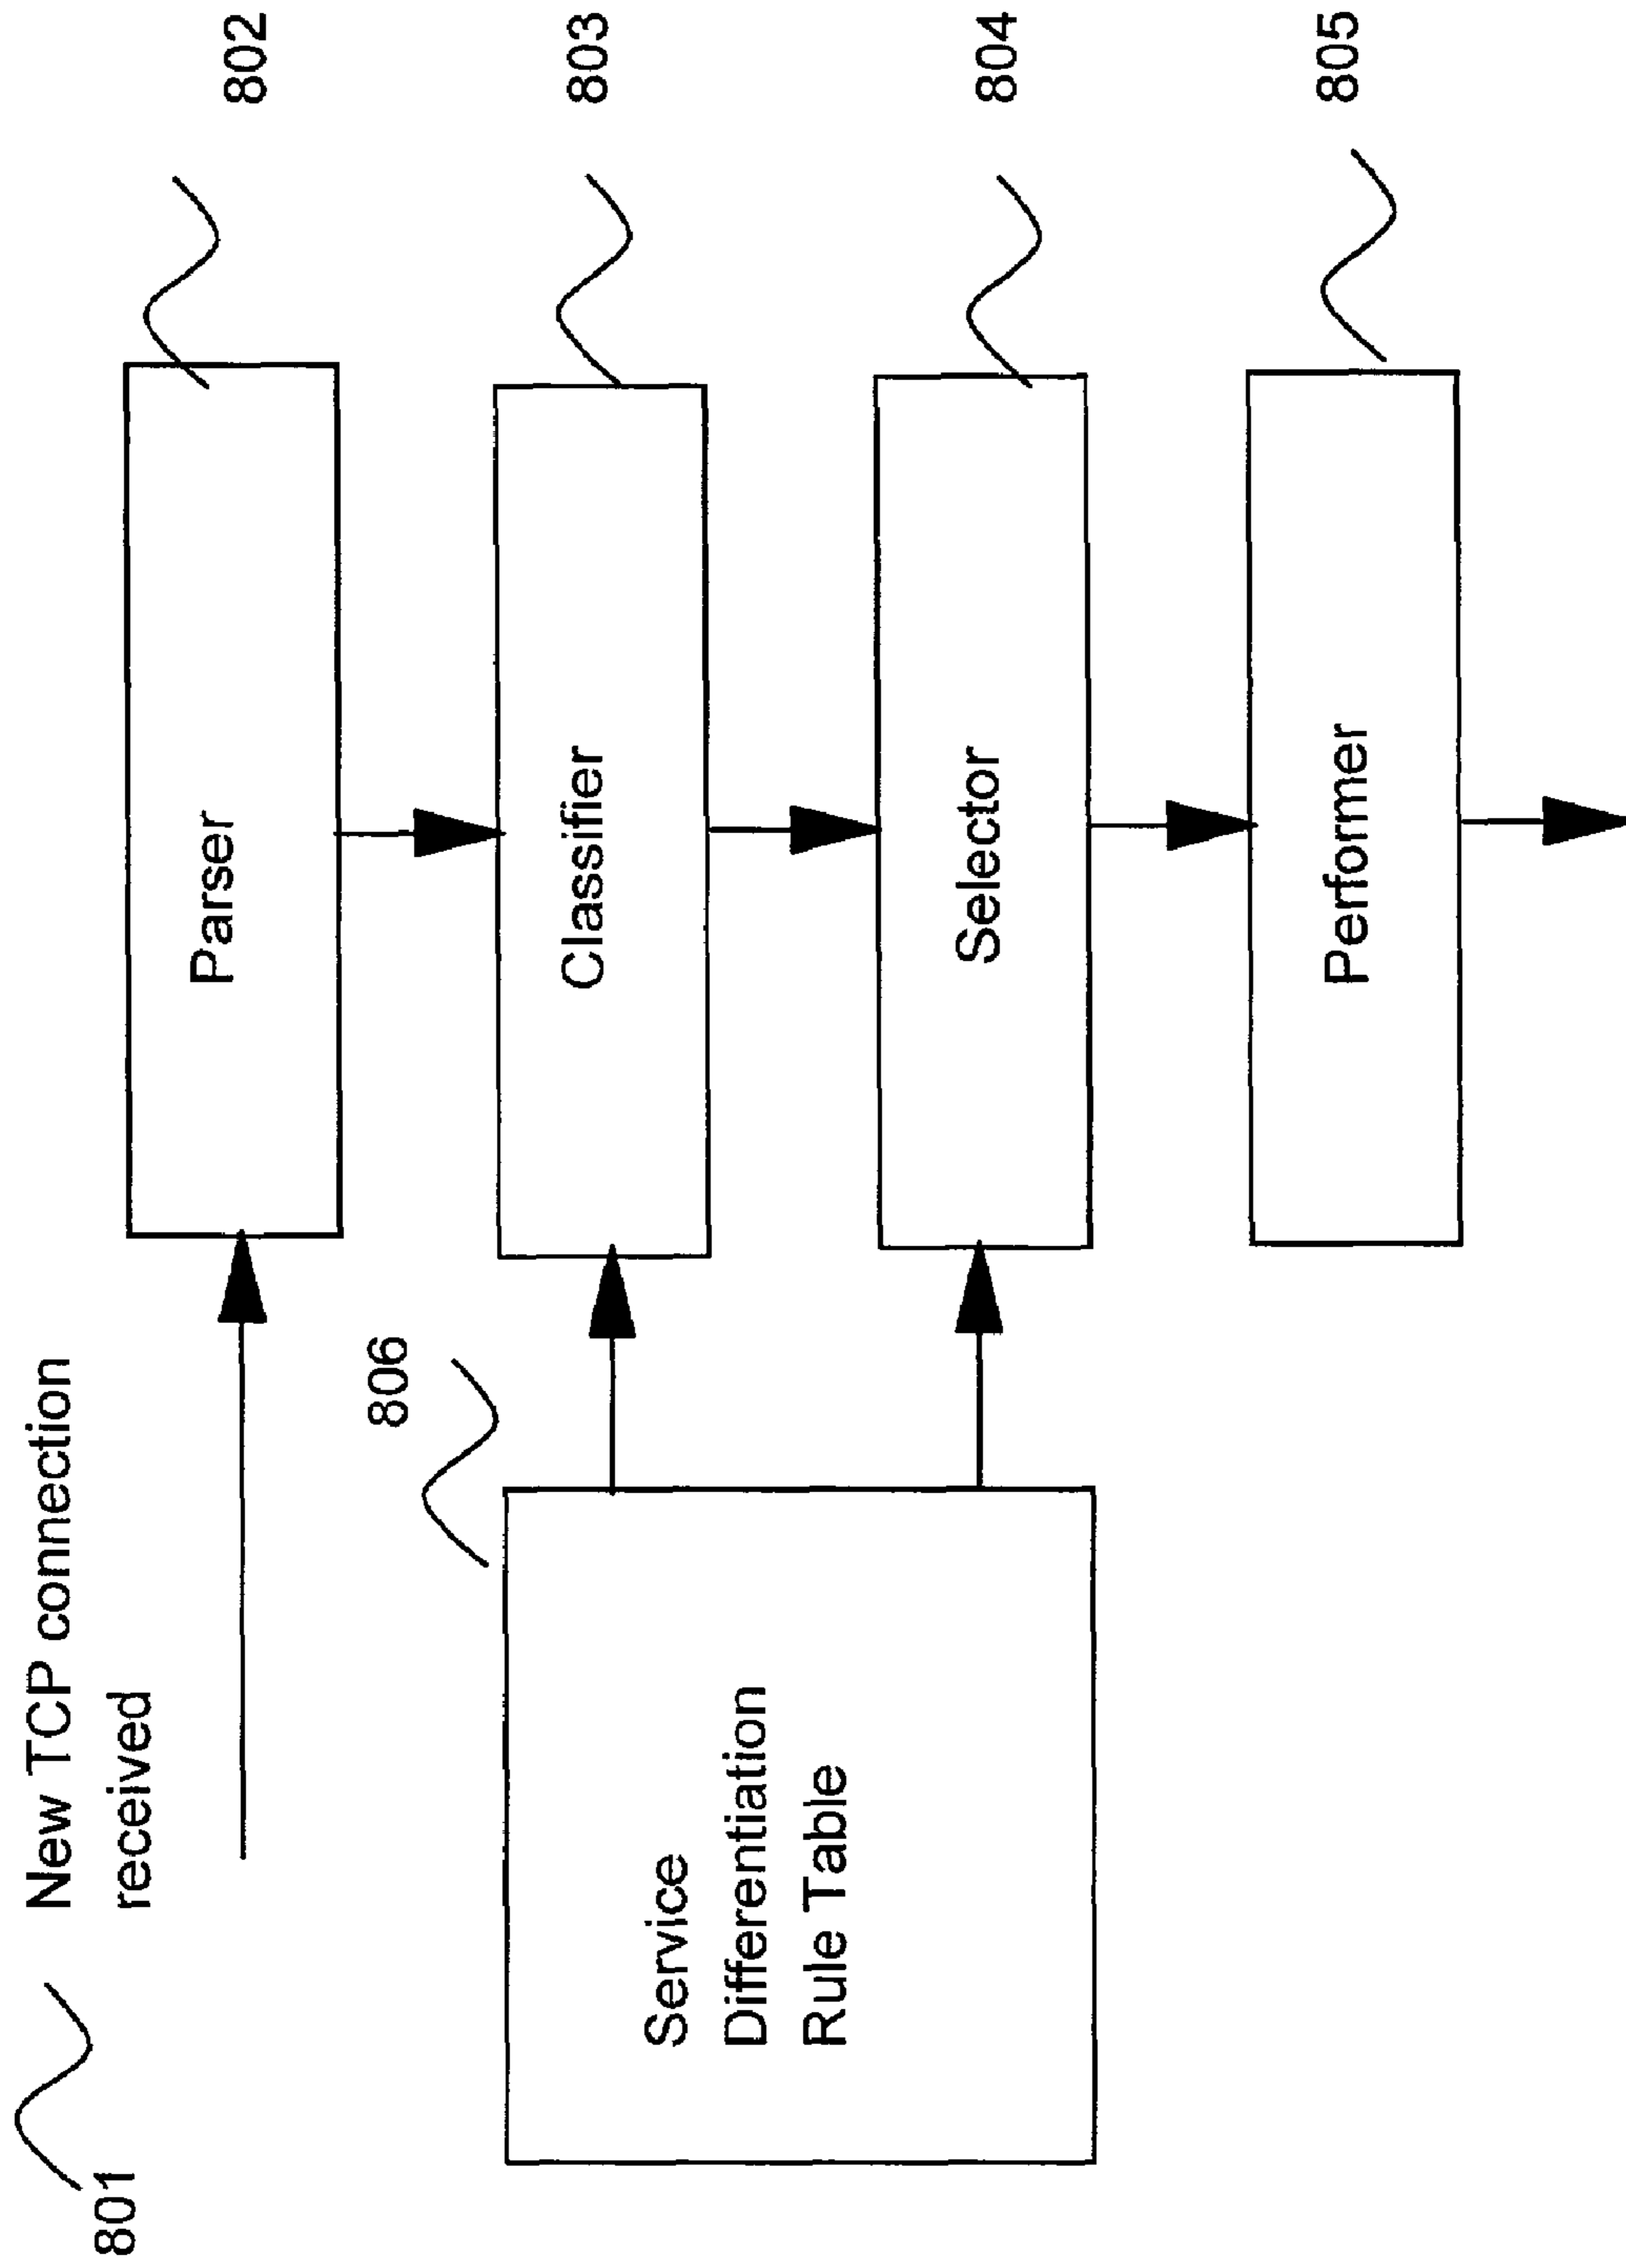 801
New TCP connection
received
Parser
802
806
Service
Differentiation
Rule Table
Classifier
803
Selector
804
Performer
805